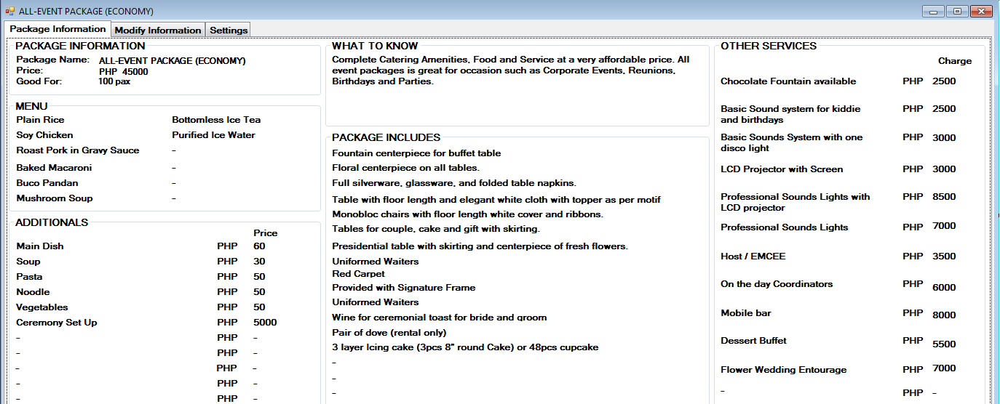 ALL-EVENT PACKAGE (ECONOMY)
Package Information Modify Information Settings
PACKAGE INFORMATION
Package Name: ALL-EVENT PACKAGE (ECONOMY)
Price: PHP 45000
Good For: 100 pax
MENU
Plain Rice Bottomless Ice Tea
Soy Chicken Purified Ice Water
Roast Pork in Gravy Sauce -
Baked Macaroni -
Buco Pandan -
Mushroom Soup -
ADDITIONALS
Price
Main Dish PHP 60
Soup PHP 30
Pasta PHP 50
Noodle PHP 50
Vegetables PHP 50
Ceremony Set Up PHP 5000
- PHP -
- PHP -
- PHP -
- PHP -
- PHP -
WHAT TO KNOW
Complete Catering Amenities, Food and Service at a very affordable price. All
event packages is great for occasion such as Corporate Events, Reunions,
Birthdays and Parties.
PACKAGE INCLUDES
Fountain centerpiece for buffet table
Floral centerpiece on all tables.
Full silverware, glassware, and folded table napkins.
Table with floor length and elegant white cloth with topper as per motif
Monobloc chairs with floor length white cover and ribbons.
Tables for couple, cake and gift with skirting.
Presidential table with skirting and centerpiece of fresh flowers.
Uniformed Waiters
Red Carpet
Provided with Signature Frame
Uniformed Waiters
Wine for ceremonial toast for bride and groom
Pair of dove (rental only)
3 layer Icing cake (3pcs 8" round Cake) or 48pcs cupcake
-
-
-
OTHER SERVICES
Charge
Chocolate Fountain available PHP 2500
Basic Sound system for kiddie PHP 2500
and birthdays
Basic Sounds System with one PHP 3000
disco light
LCD Projector with Screen PHP 3000
Professional Sounds Lights with PHP 8500
LCD projector
Professional Sounds Lights PHP 7000
Host / EMCEE PHP 3500
On the day Coordinators PHP 6000
Mobile bar PHP 8000
Dessert Buffet PHP 5500
Flower Wedding Entourage PHP 7000
- PHP -